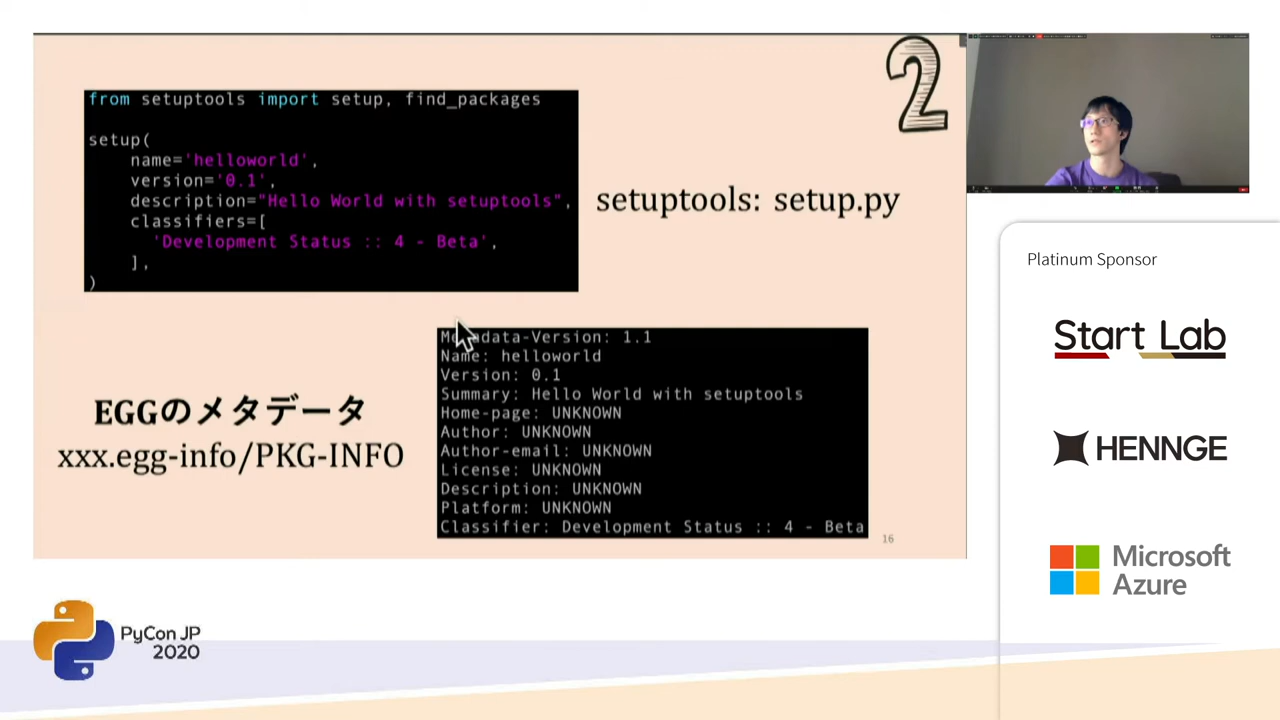 2
from setuptools import setup, find_packages
setup(
name='helloworld',
version='0.1',
description="Hello World with setuptools",
classifiers=[
'Development Status :: 4 - Beta',
],
)
setuptools: setup.py
EGGのメタデータ
xxx.egg-info/PKG-INFO
Metadata-Version: 1.1
Name: helloworld
Version: 0.1
Summary: Hello World with setuptools
Home-page: UNKNOWN
Author: UNKNOWN
Author-email: UNKNOWN
License: UNKNOWN
Description: UNKNOWN
Platform: UNKNOWN
Classifier: Development Status :: 4 - Beta
16
Platinum Sponsor
Start Lab
HENNGE
Microsoft
Azure
PyCon JP
2020